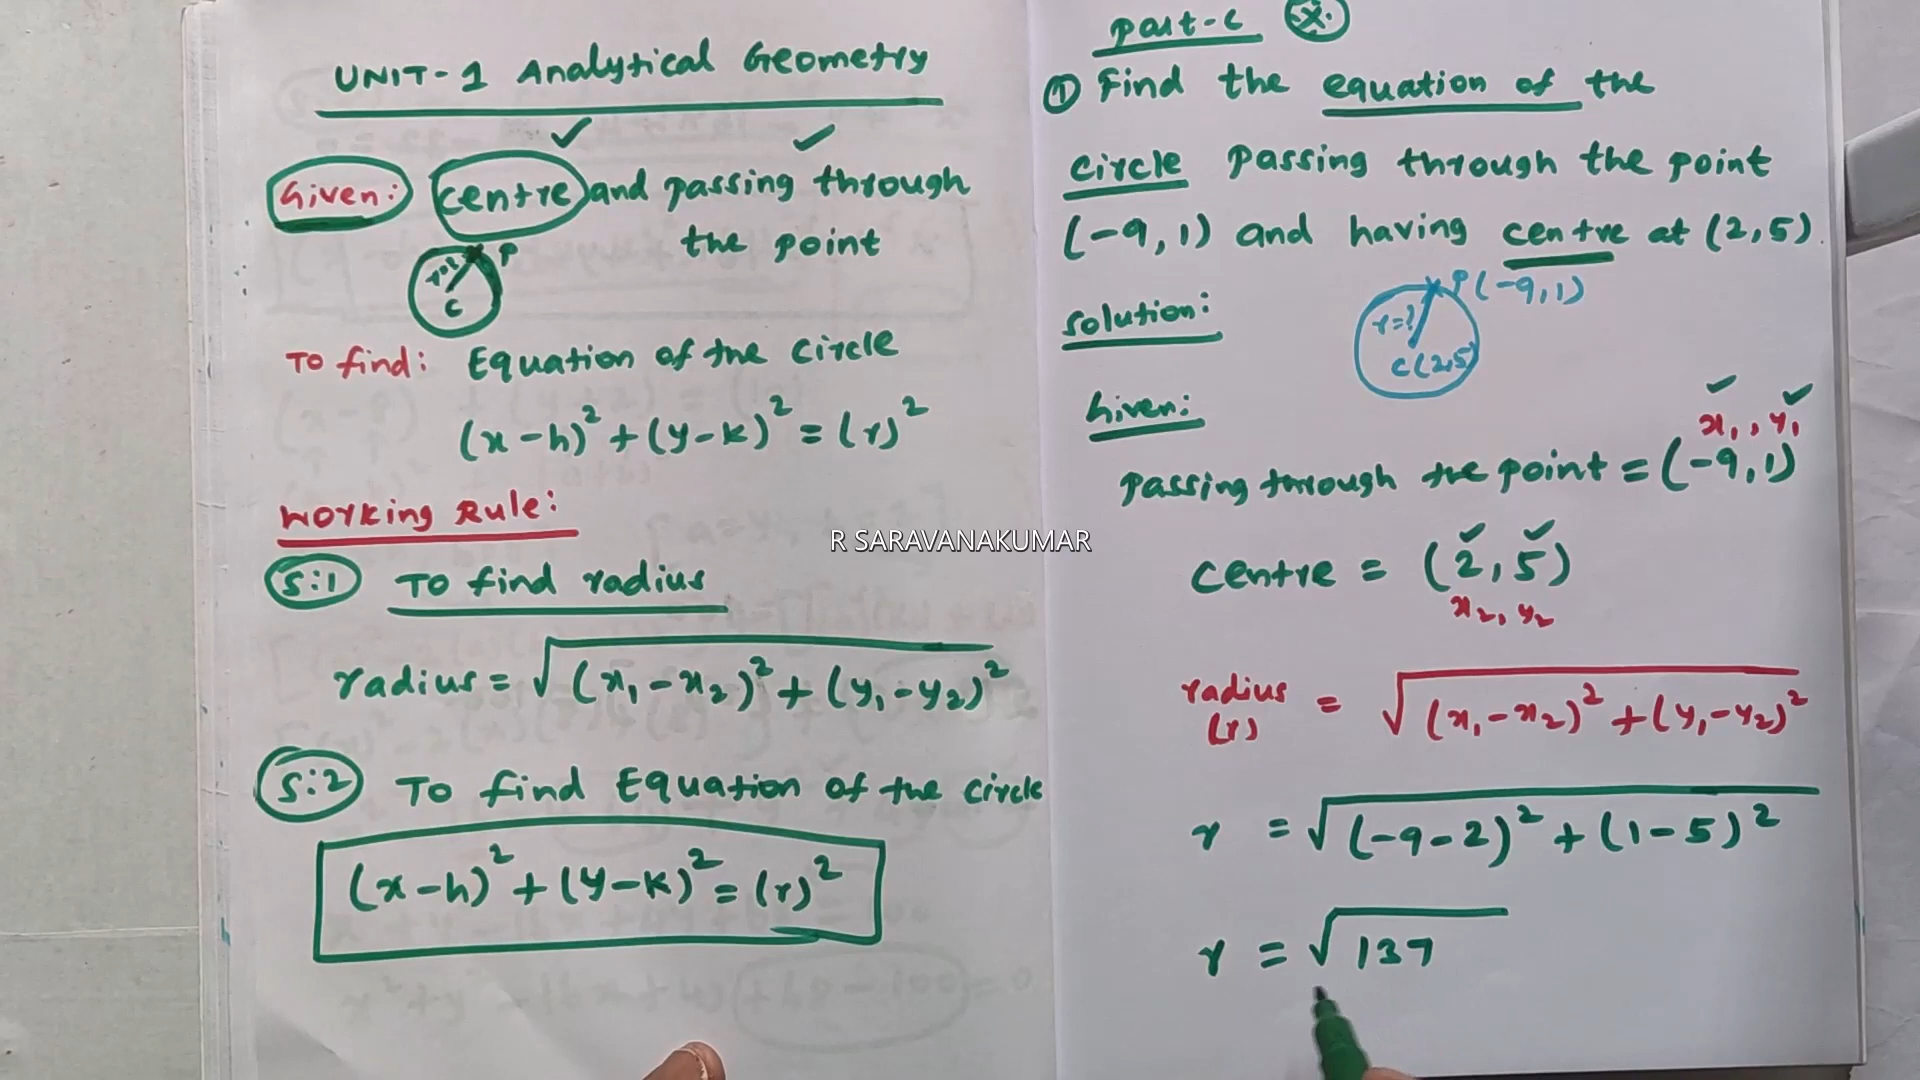 UNIT-1 Analytical Geometry
Given: centre and passing through
the point
P
r=?
C
To find: Equation of the circle
(x-h)² + (y-k)² = (r)²
Working Rule:
S:1 To find radius
radius = √(x₁-x₂)² + (y₁-y₂)²
S:2 To find Equation of the circle
(x-h)² + (y-k)² = (r)²
Part-C
① Find the equation of the
circle passing through the point
(-9,1) and having centre at (2,5).
Solution:
P(-9,1)
r=?
C(2,5)
Given:
x₁, y₁
passing through the point = (-9,1)
centre = (2,5)
x₂, y₂
radius = √(x₁-x₂)² + (y₁-y₂)²
(r)
r = √(-9-2)² + (1-5)²
r = √137
R SARAVANAKUMAR